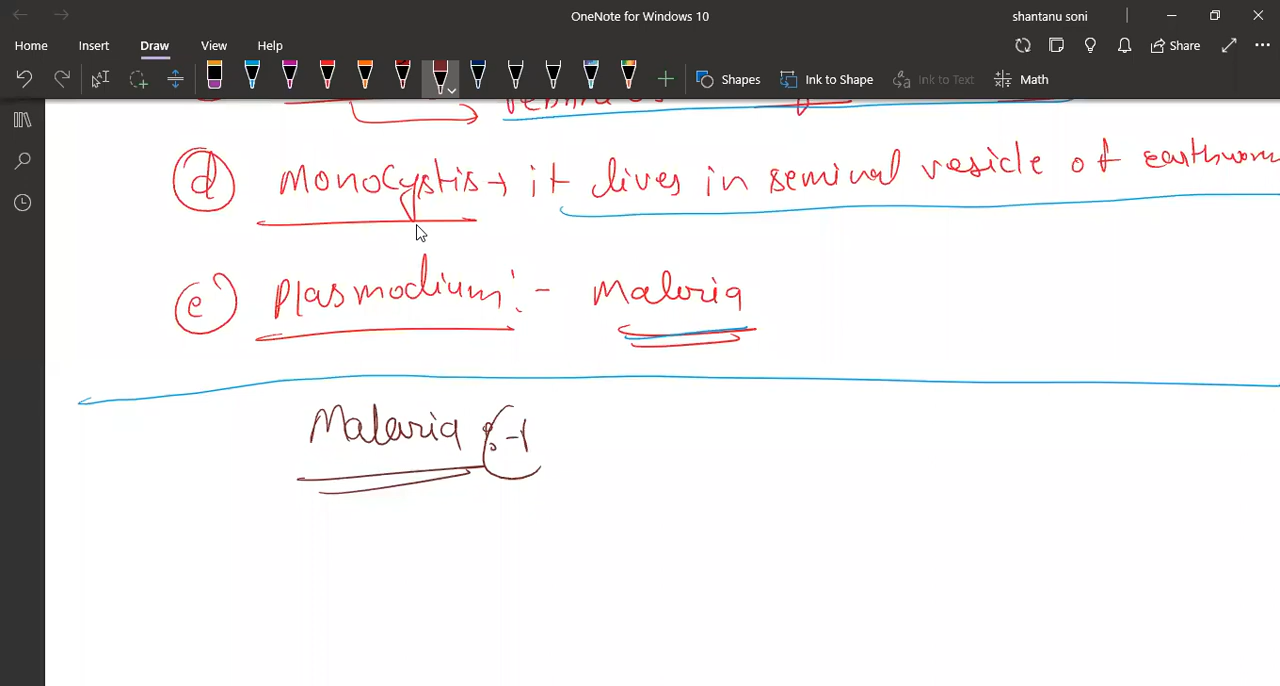 OneNote for Windows 10
shantanu soni
Home Insert Draw View Help
Share
Shapes Ink to Shape Ink to Text Math
d Monocystis → it lives in seminal vesicle of earthworm
e Plasmodium :- Malaria
Malaria :-